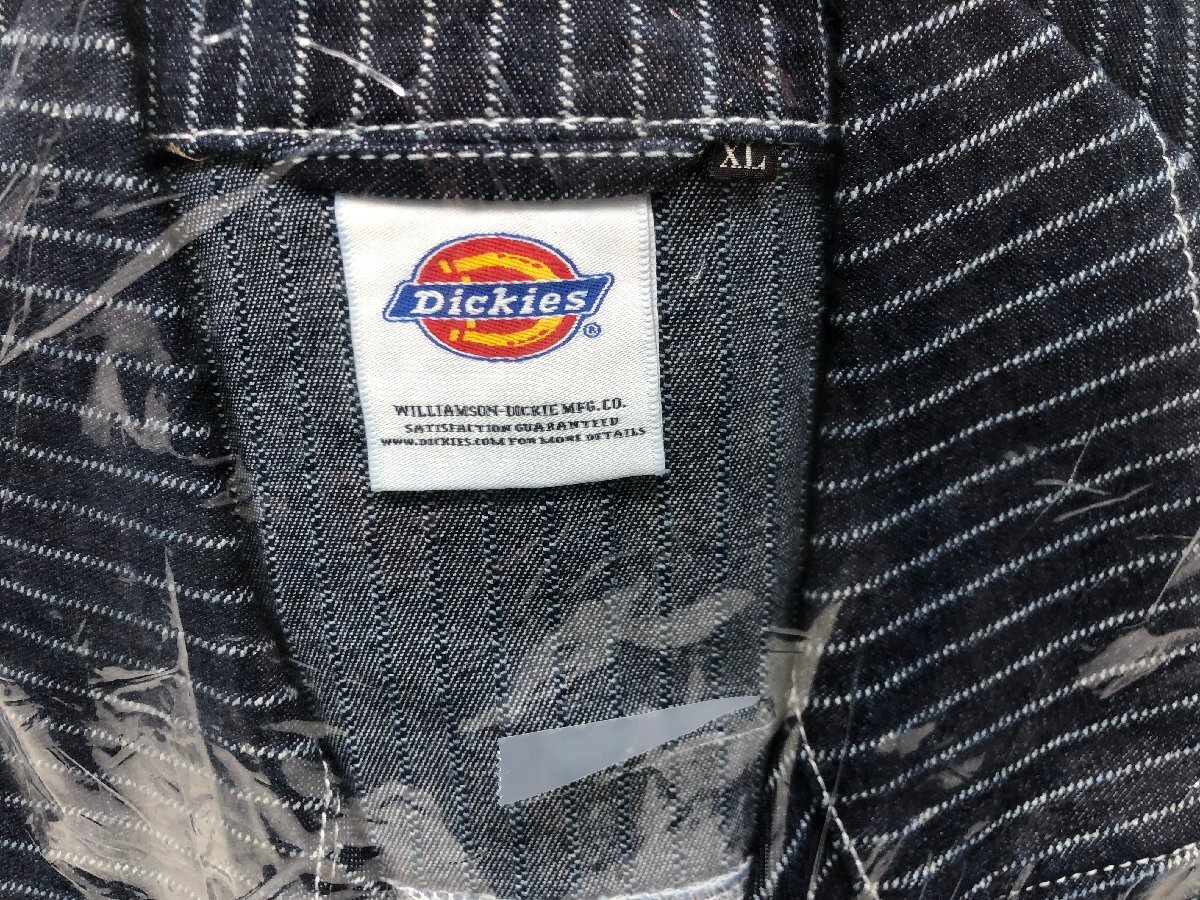 XL
Dickies®
WILLIAMSON-DICKIE MFG. CO.
SATISFACTION GUARANTEED
WWW.DICKIES.COM FOR MORE DETAILS